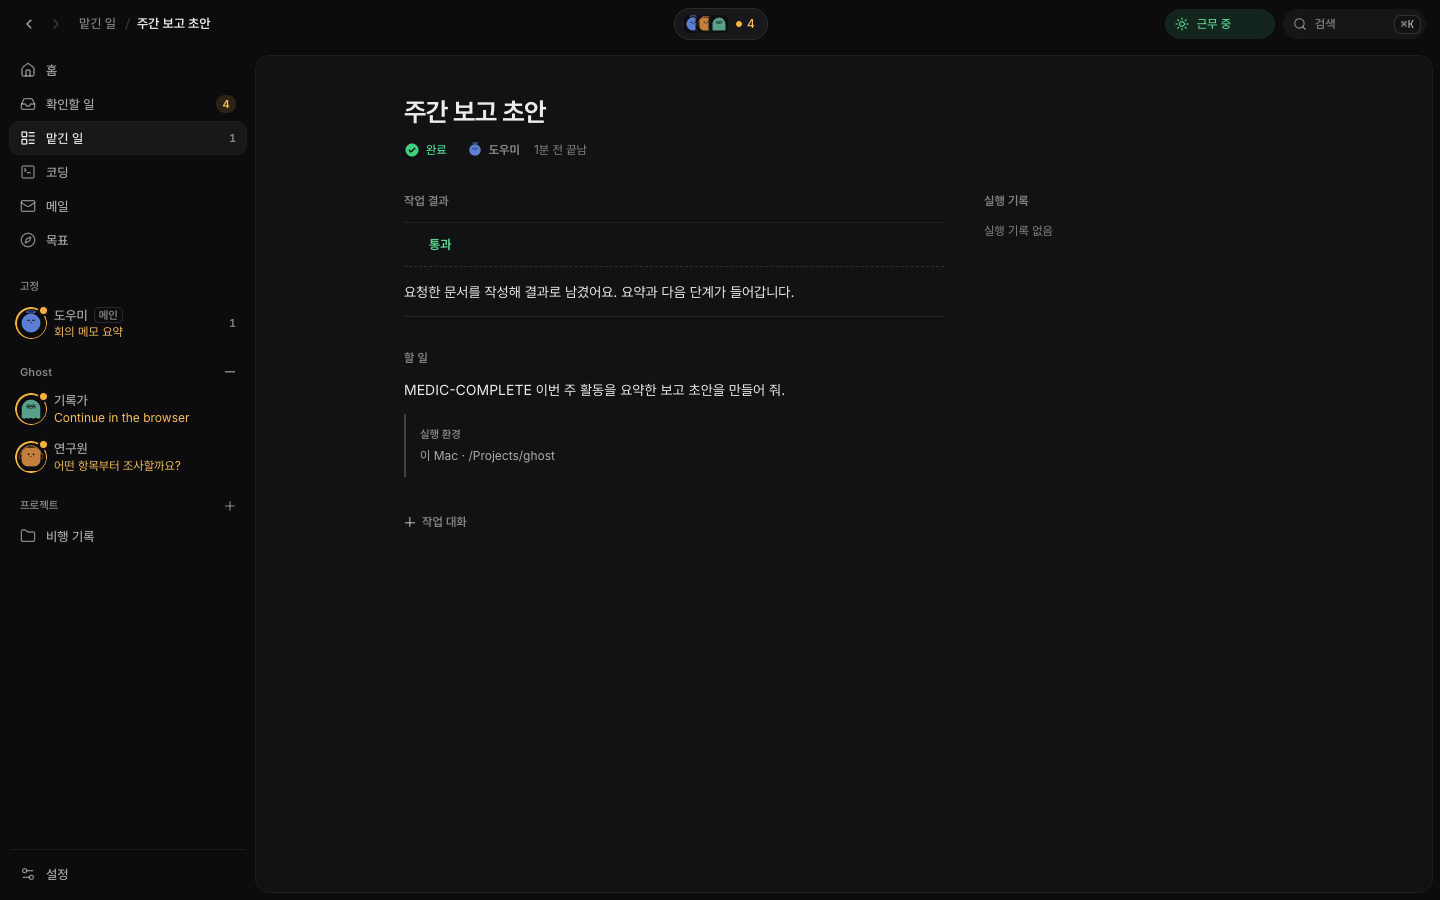 맡긴 일 / 주간 보고 초안
4
근무 중
검색
⌘K
홈
확인할 일 4
맡긴 일 1
코딩
메일
목표
고정
도우미 메인
회의 메모 요약
1
Ghost
기록가
Continue in the browser
연구원
어떤 항목부터 조사할까요?
프로젝트
비행 기록
설정
주간 보고 초안
완료 도우미 1분 전 끝남
작업 결과
통과
요청한 문서를 작성해 결과로 남겼어요. 요약과 다음 단계가 들어갑니다.
할 일
MEDIC-COMPLETE 이번 주 활동을 요약한 보고 초안을 만들어 줘.
실행 환경
이 Mac · /Projects/ghost
작업 대화
실행 기록
실행 기록 없음